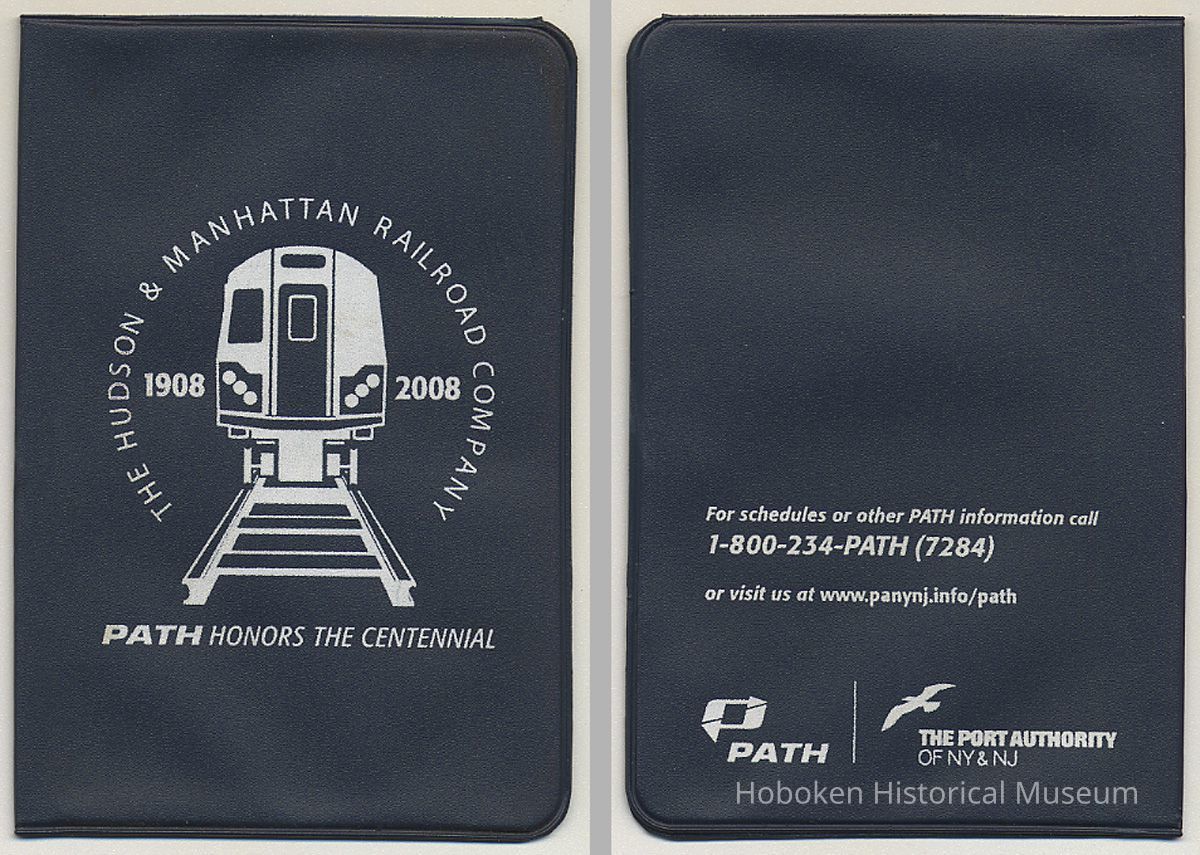 THE HUDSON & MANHATTAN RAILROAD COMPANY
1908 2008
PATH HONORS THE CENTENNIAL
For schedules or other PATH information call
1-800-234-PATH (7284)
or visit us at www.panynj.info/path
PATH
THE PORT AUTHORITY
OF NY & NJ
Hoboken Historical Museum